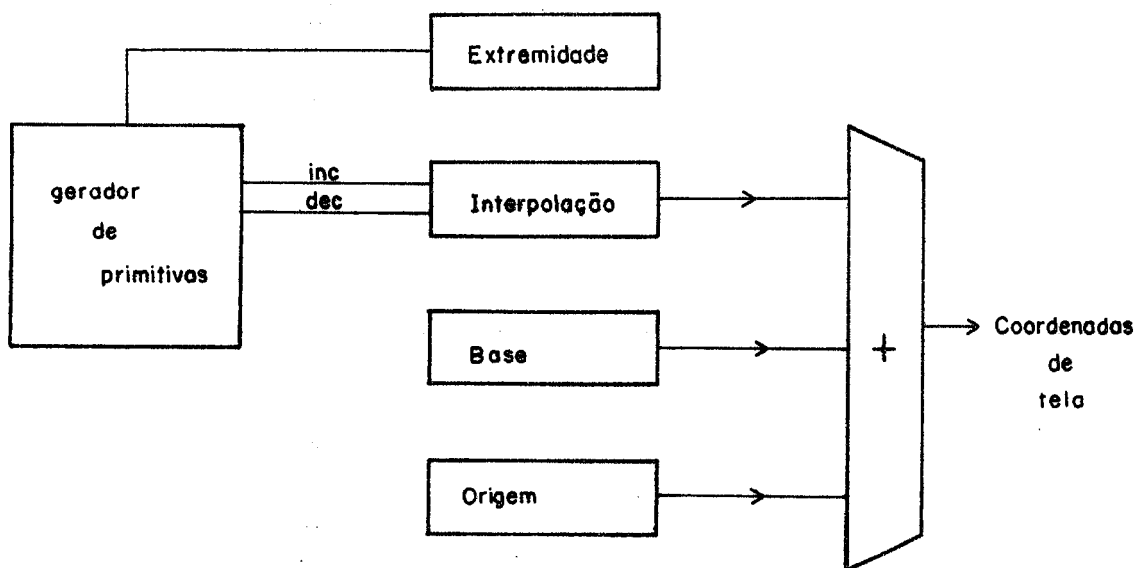 Extremidade
gerador
de
primitivas
inc
dec
Interpolação
Base
+
Coordenadas
de
tela
Origem